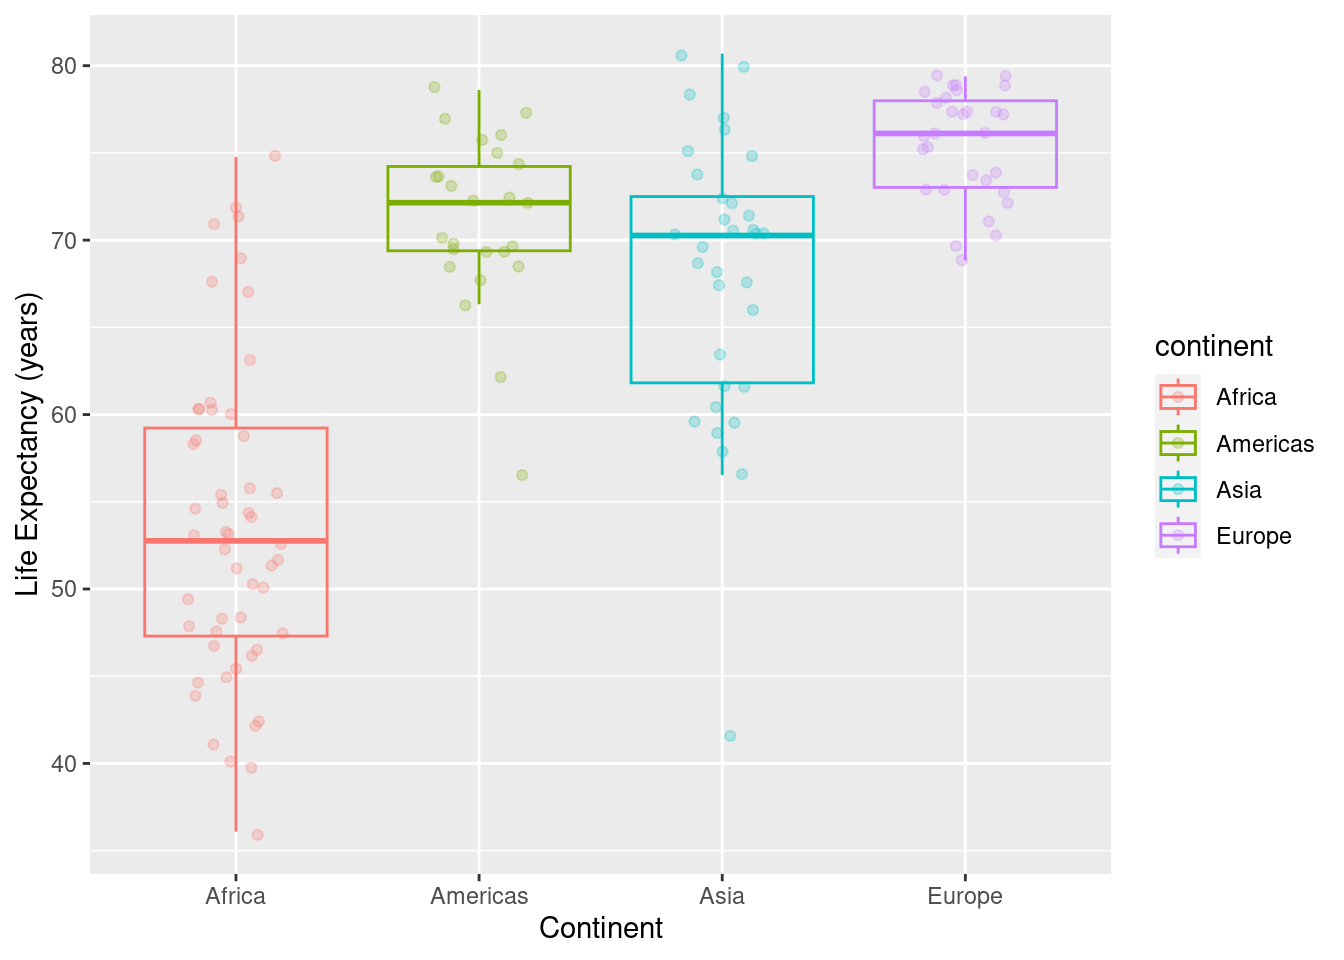 80
70
60
50
40
Life Expectancy (years)
Africa
Americas
Asia
Europe
Continent
continent
Africa
Americas
Asia
Europe